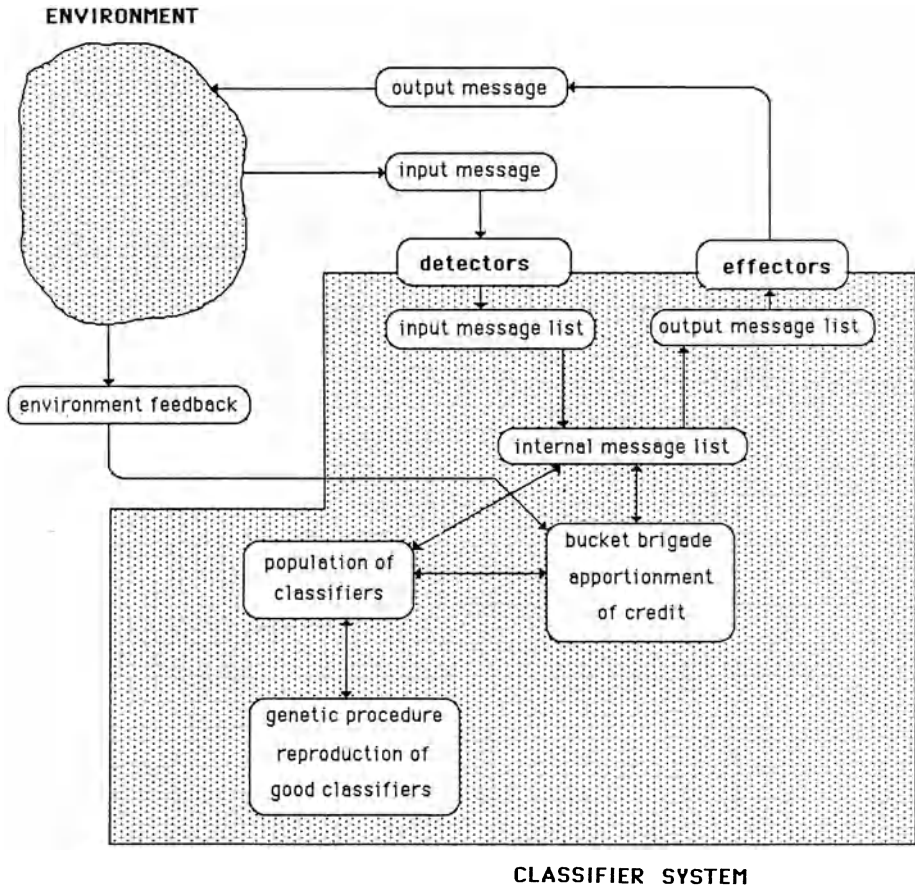 ENVIRONMENT
output message
input message
detectors
effectors
input message list
output message list
environment feedback
internal message list
population of
classifiers
bucket brigade
apportionment
of credit
genetic procedure
reproduction of
good classifiers
CLASSIFIER SYSTEM